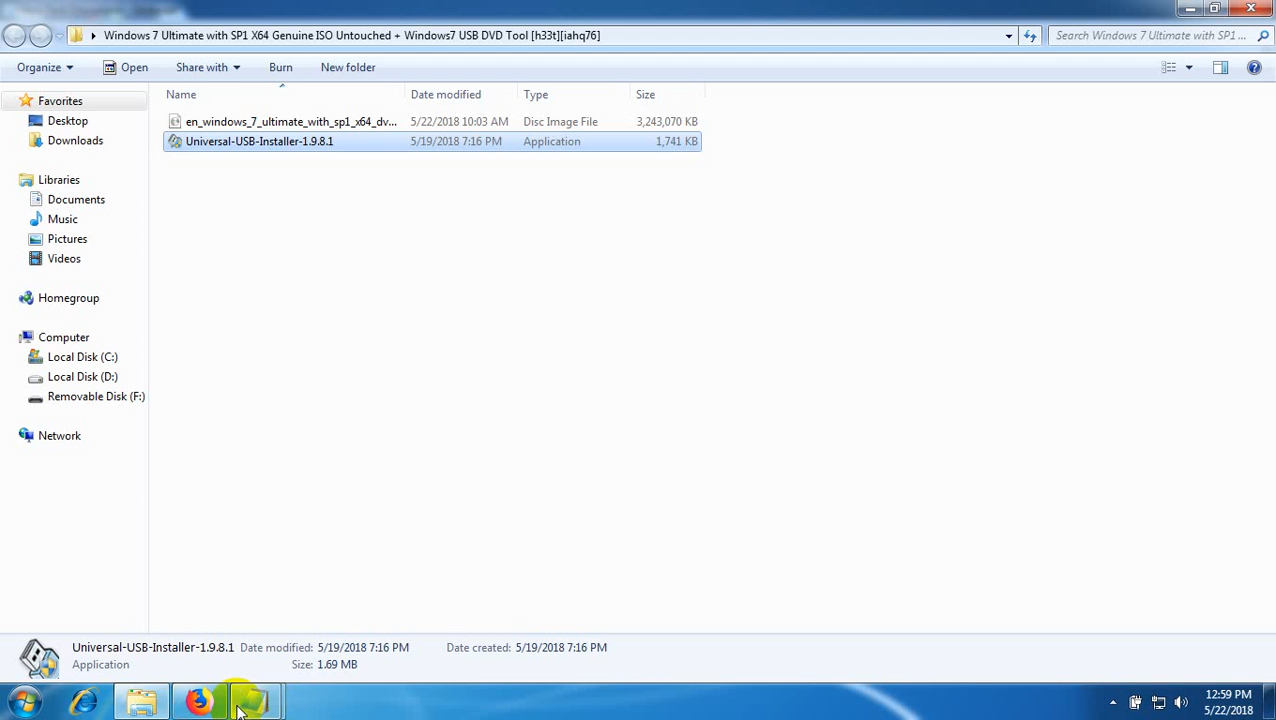 Windows 7 Ultimate with SP1 X64 Genuine ISO Untouched + Windows7 USB DVD Tool [h33t][iahq76]
Search Windows 7 Ultimate with SP1 ...
Organize
Open
Share with
Burn
New folder
Favorites
Desktop
Downloads
Libraries
Documents
Music
Pictures
Videos
Homegroup
Computer
Local Disk (C:)
Local Disk (D:)
Removable Disk (F:)
Network
Name Date modified Type Size
en_windows_7_ultimate_with_sp1_x64_dv... 5/22/2018 10:03 AM Disc Image File 3,243,070 KB
Universal-USB-Installer-1.9.8.1 5/19/2018 7:16 PM Application 1,741 KB
Universal-USB-Installer-1.9.8.1 Date modified: 5/19/2018 7:16 PM Date created: 5/19/2018 7:16 PM
Application Size: 1.69 MB
12:59 PM
5/22/2018